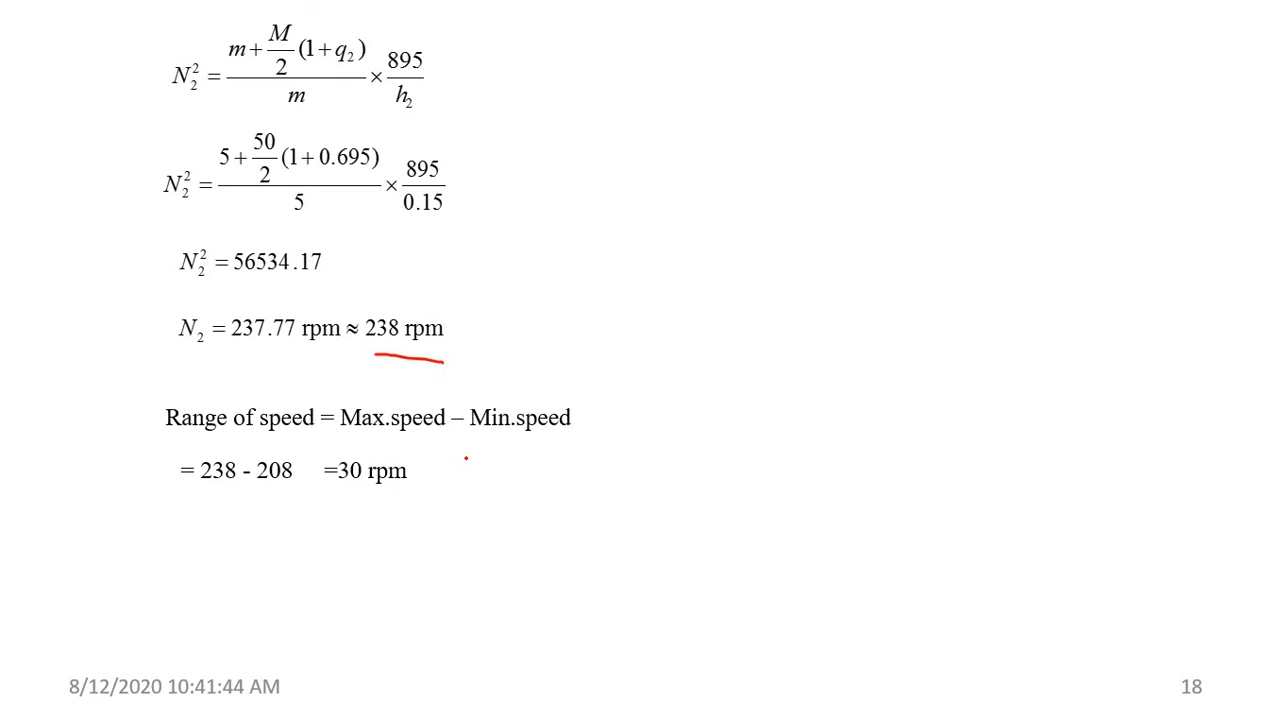 N₂² = (m + M/2 (1 + q₂)) / m × 895 / h₂
N₂² = (5 + 50/2 (1 + 0.695)) / 5 × 895 / 0.15
N₂² = 56534.17
N₂ = 237.77 rpm ≈ 238 rpm
Range of speed = Max.speed – Min.speed
= 238 - 208 =30 rpm
8/12/2020 10:41:44 AM
18